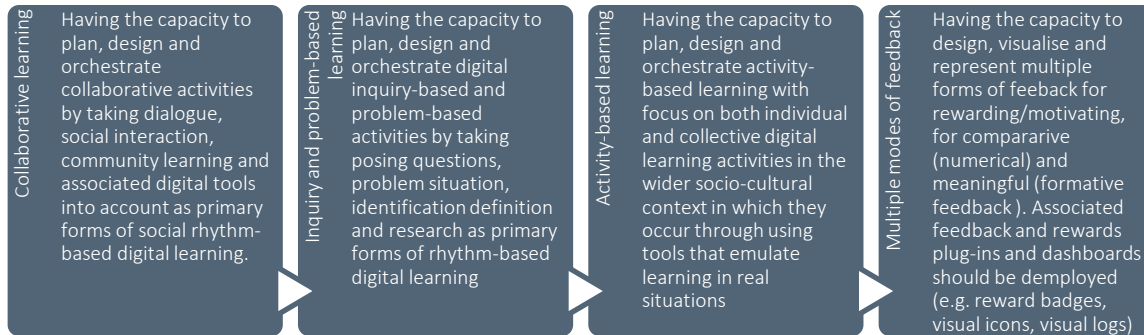 Collaborative learning
Having the capacity to
plan, design and
orchestrate
collaborative activities
by taking dialogue,
social interaction,
community learning and
associated digital tools
into account as primary
forms of social rhythm-
based digital learning.
Inquiry and problem-based
learning
Having the capacity to
plan, design and
orchestrate digital
inquiry-based and
problem-based
activities by taking
posing questions,
problem situation,
identification definition
and research as primary
forms of rhythm-based
digital learning
Activity-based learning
Having the capacity to
plan, design and
orchestrate activity-
based learning with
focus on both individual
and collective digital
learning activities in the
wider socio-cultural
context in which they
occur through using
tools that emulate
learning in real
situations
Multiple modes of feedback
Having the capacity to
design, visualise and
represent multiple
forms of feeback for
rewarding/motivating,
for compararive
(numerical) and
meaningful (formative
feedback ). Associated
feedback and rewards
plug-ins and dashboards
should be demployed
(e.g. reward badges,
visual icons, visual logs)